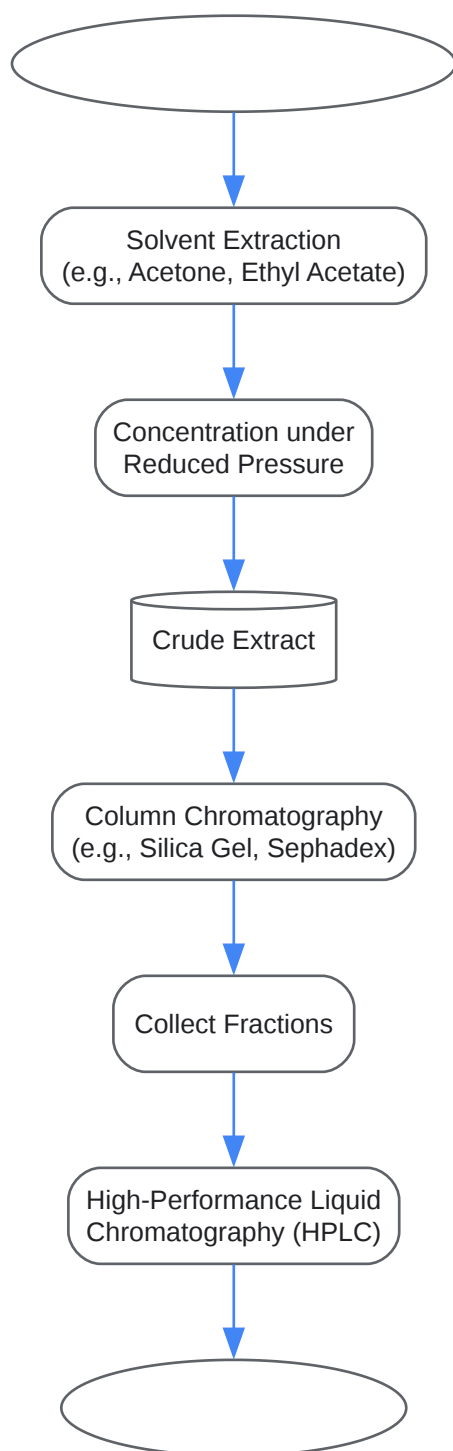 Solvent Extraction
(e.g., Acetone, Ethyl Acetate)
Concentration under
Reduced Pressure
Crude Extract
Column Chromatography
(e.g., Silica Gel, Sephadex)
Collect Fractions
High-Performance Liquid
Chromatography (HPLC)